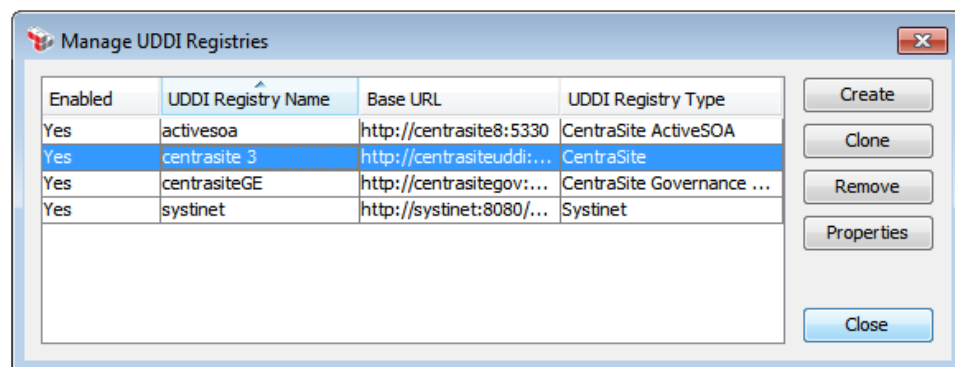 Manage UDDI Registries
Enabled UDDI Registry Name Base URL UDDI Registry Type
Yes activesoa http://centrasite8:5330 CentraSite ActiveSOA
Yes centrasite 3 http://centrasiteuddi:... CentraSite
Yes centrasiteGE http://centrasitegov:... CentraSite Governance ...
Yes systinet http://systinet:8080/... Systinet
Create
Clone
Remove
Properties
Close